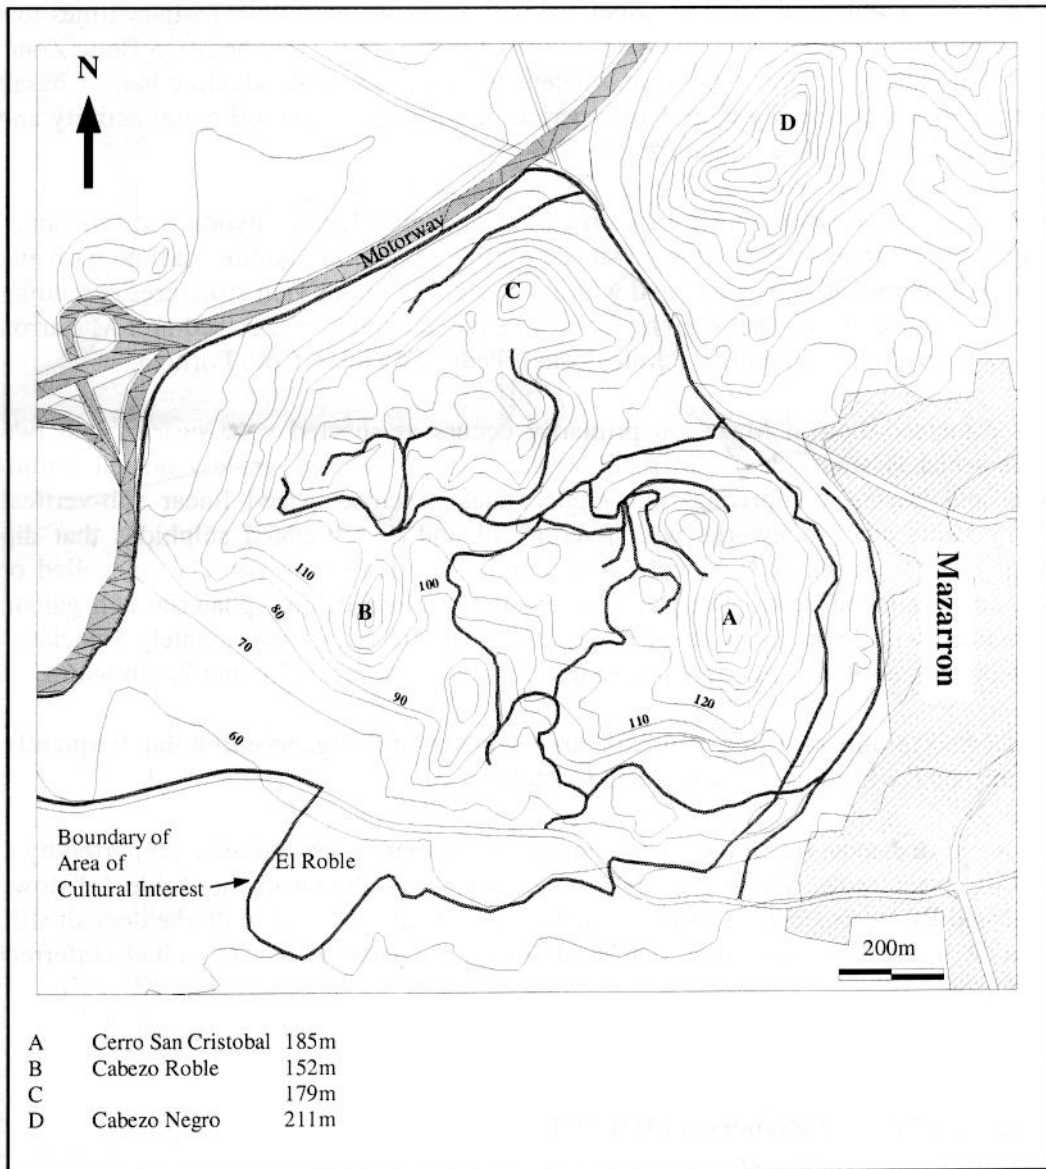 N
D
Motorway
C
110
80
100
B
A
70
90
120
110
60
Mazarron
Boundary of
Area of
Cultural Interest
El Roble
200m
A Cerro San Cristobal 185m
B Cabezo Roble 152m
C 179m
D Cabezo Negro 211m